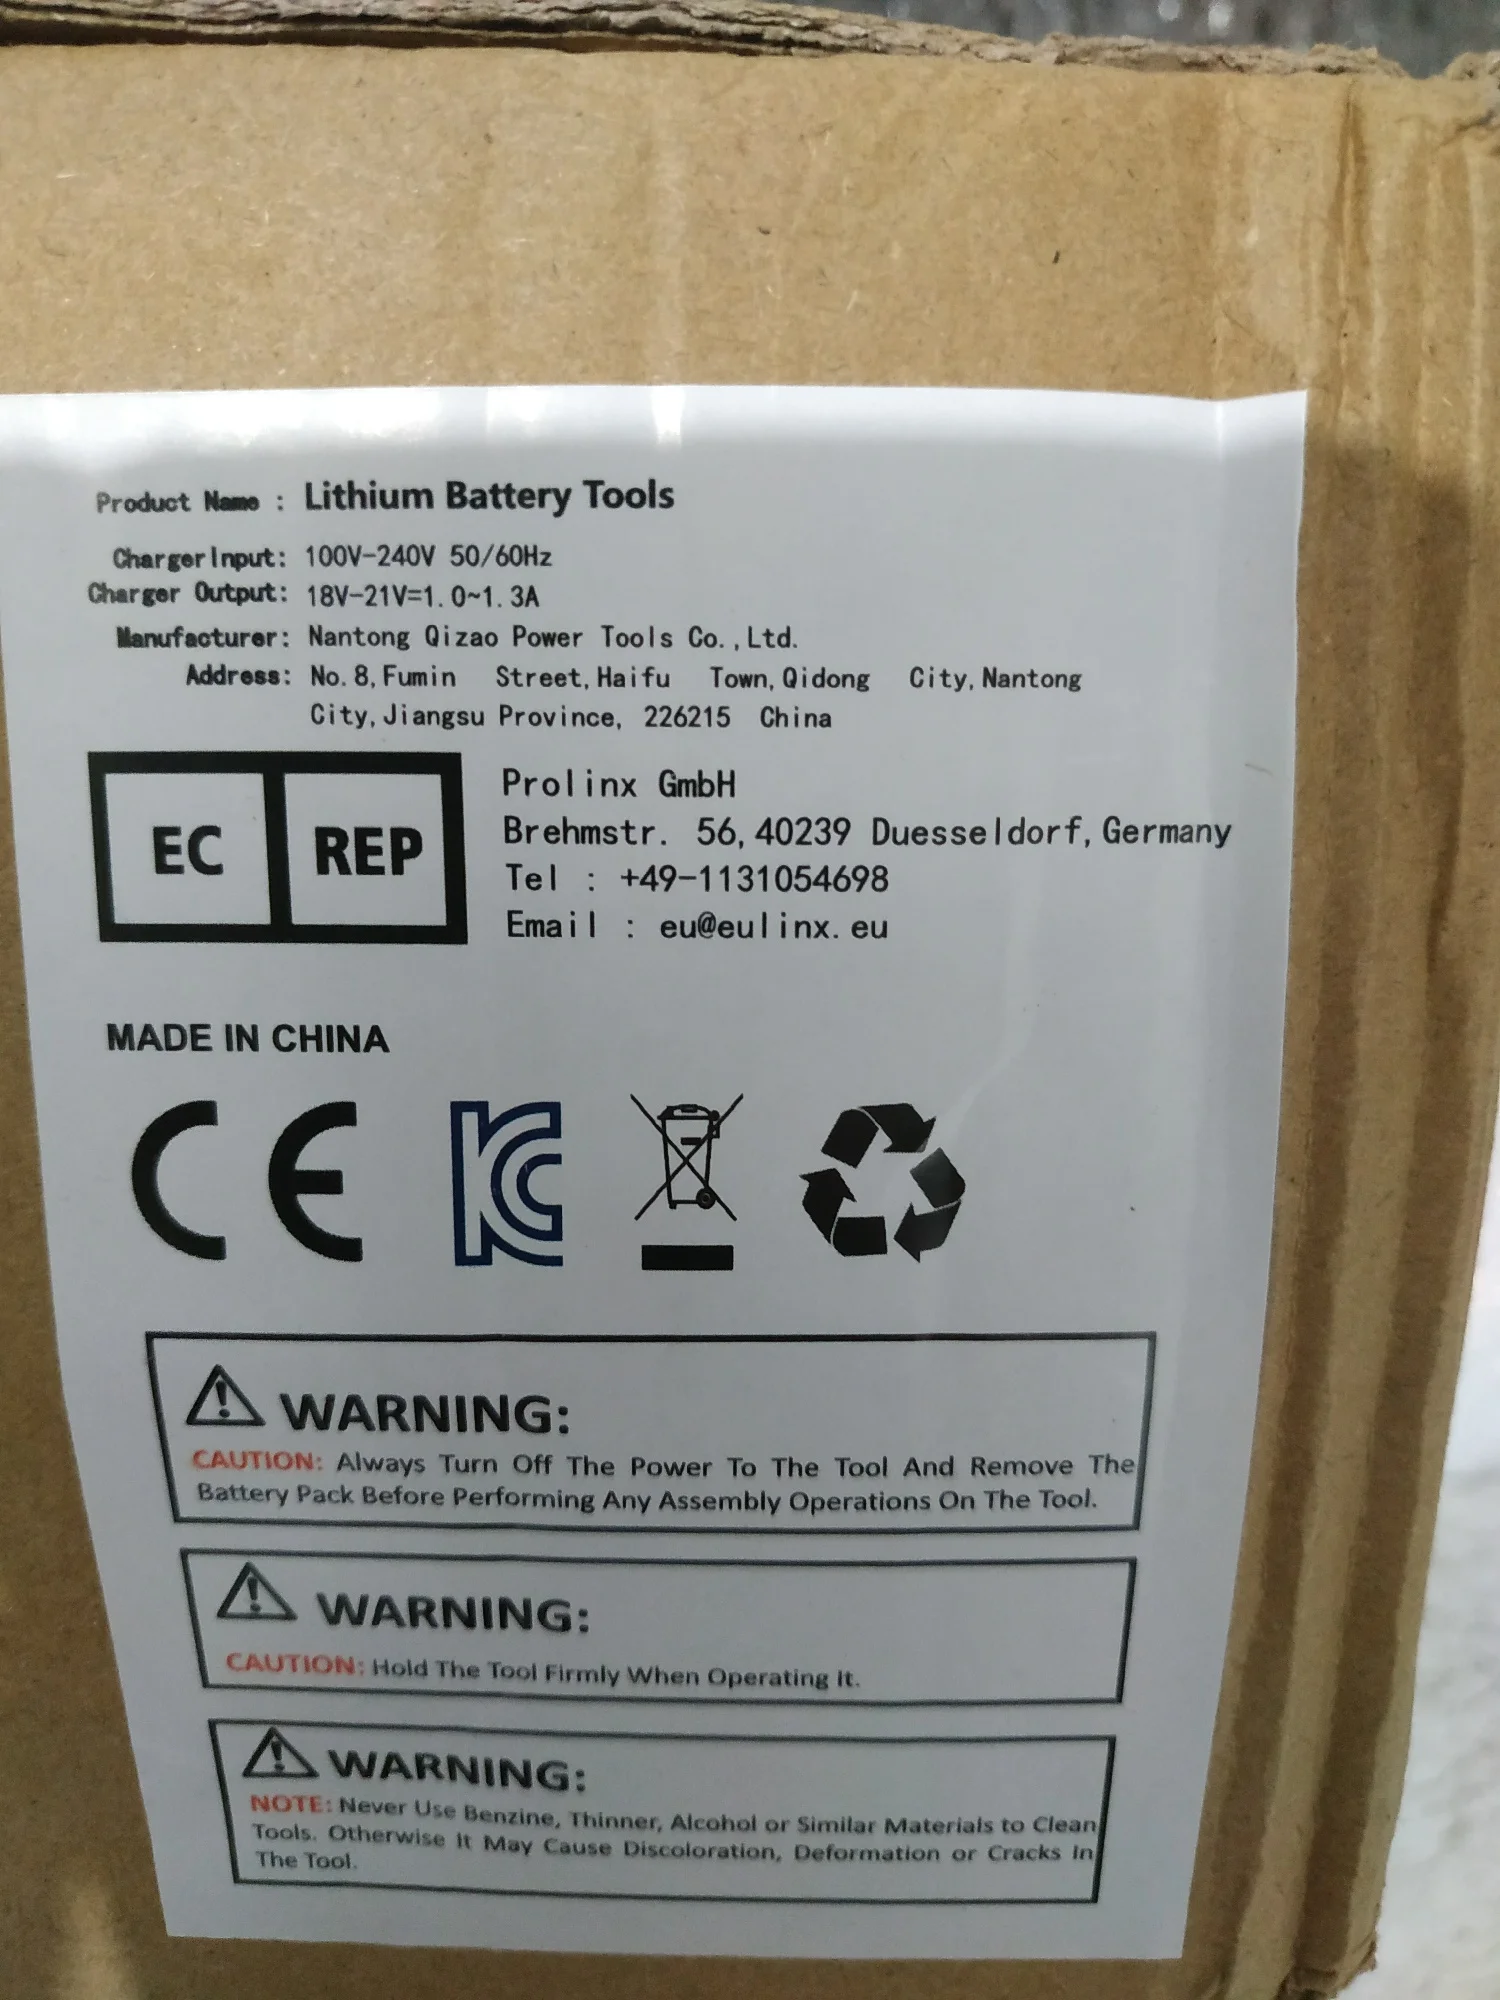 Product Name : Lithium Battery Tools
Charger Input: 100V-240V 50/60Hz
Charger Output: 18V-21V=1.0~1.3A
Manufacturer: Nantong Qizao Power Tools Co.,Ltd.
Address: No.8,Fumin Street,Haifu Town,Qidong City,Nantong
City,Jiangsu Province, 226215 China
EC REP
Prolinx GmbH
Brehmstr. 56,40239 Duesseldorf,Germany
Tel : +49-1131054698
Email : eu@eulinx.eu
MADE IN CHINA
CE KC
WARNING:
CAUTION: Always Turn Off The Power To The Tool And Remove The
Battery Pack Before Performing Any Assembly Operations On The Tool.
WARNING:
CAUTION: Hold The Tool Firmly When Operating It.
WARNING:
NOTE: Never Use Benzine, Thinner, Alcohol or Similar Materials to Clean
Tools. Otherwise It May Cause Discoloration, Deformation or Cracks In
The Tool.